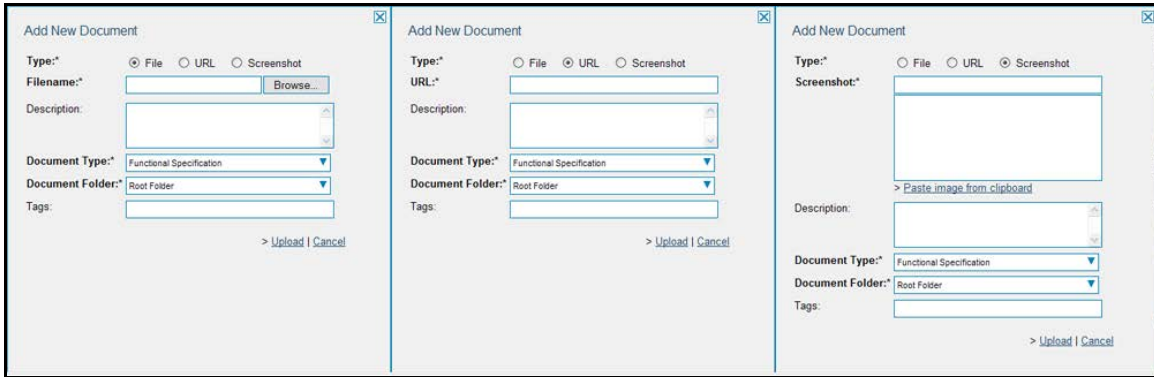 Add New Document
Type:* File URL Screenshot
Filename:* Browse...
Description:
Document Type:* Functional Specification
Document Folder:* Root Folder
Tags:
> Upload | Cancel
Add New Document
Type:* File URL Screenshot
URL:*
Description:
Document Type:* Functional Specification
Document Folder:* Root Folder
Tags:
> Upload | Cancel
Add New Document
Type:* File URL Screenshot
Screenshot:*
> Paste image from clipboard
Description:
Document Type:* Functional Specification
Document Folder:* Root Folder
Tags:
> Upload | Cancel